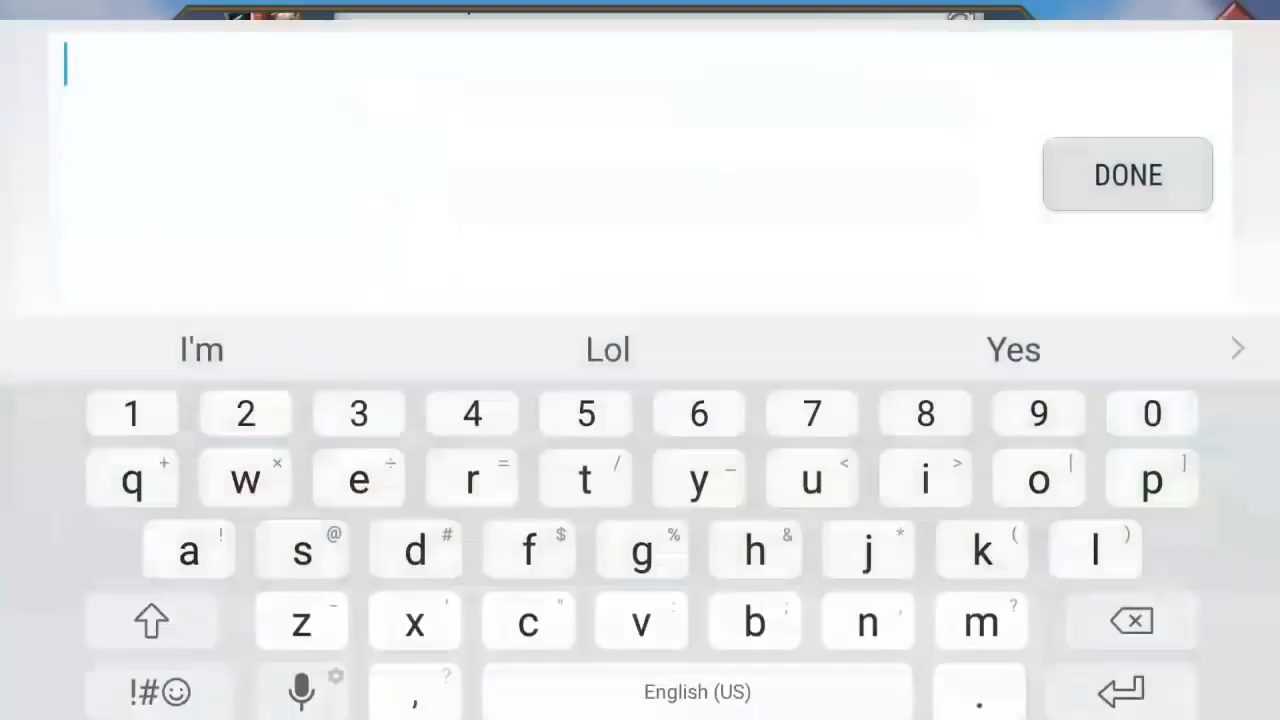 DONE
I'm Lol Yes
1 2 3 4 5 6 7 8 9 0
q + w × e ÷ r = t / y _ u < i > o [ p ]
a ! s @ d # f $ g % h & j * k ( l )
z - x ' c " v : b ; n , m ?
!#☺ , ? English (US) .